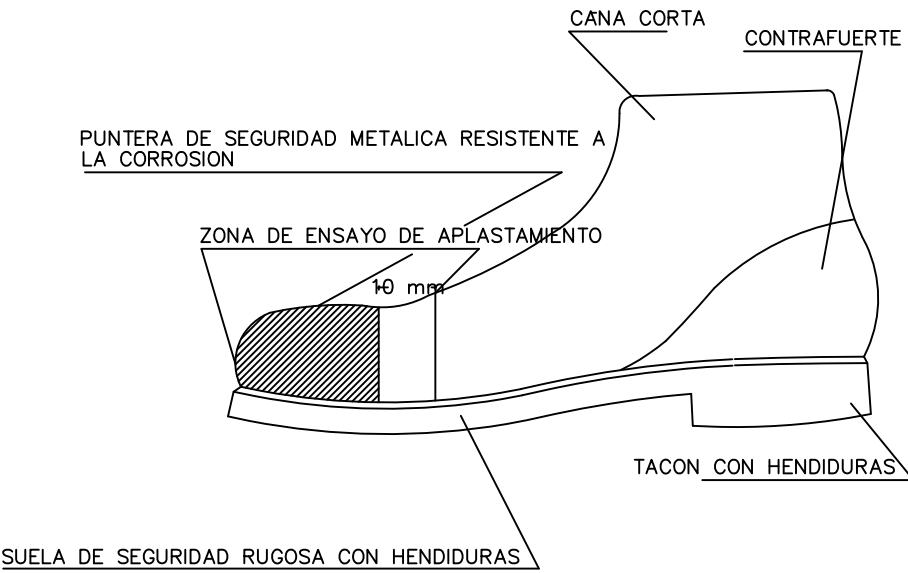 CAÑA CORTA
CONTRAFUERTE
PUNTERA DE SEGURIDAD METALICA RESISTENTE A
LA CORROSION
ZONA DE ENSAYO DE APLASTAMIENTO
10 mm
TACON CON HENDIDURAS
SUELA DE SEGURIDAD RUGOSA CON HENDIDURAS